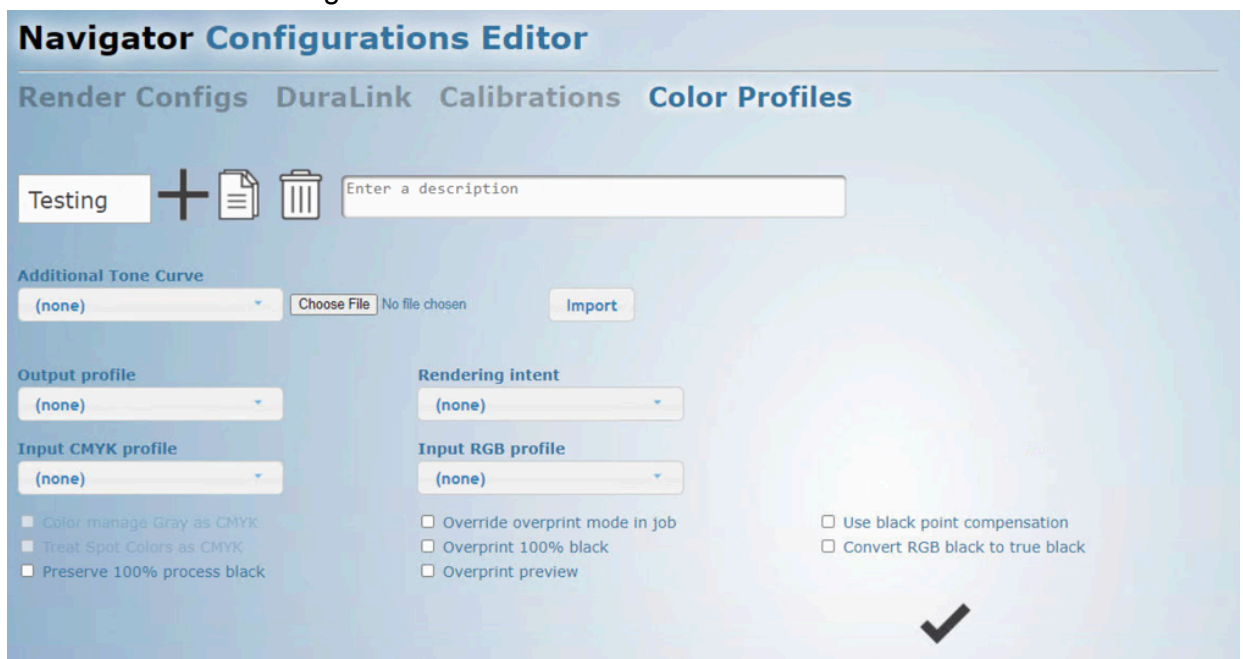 Navigator Configurations Editor
Render Configs DuraLink Calibrations Color Profiles
Testing
Enter a description
Additional Tone Curve
(none) Choose File No file chosen Import
Output profile Rendering intent
(none) (none)
Input CMYK profile Input RGB profile
(none) (none)
Color manage Gray as CMYK Override overprint mode in job Use black point compensation
Treat Spot Colors as CMYK Overprint 100% black Convert RGB black to true black
Preserve 100% process black Overprint preview